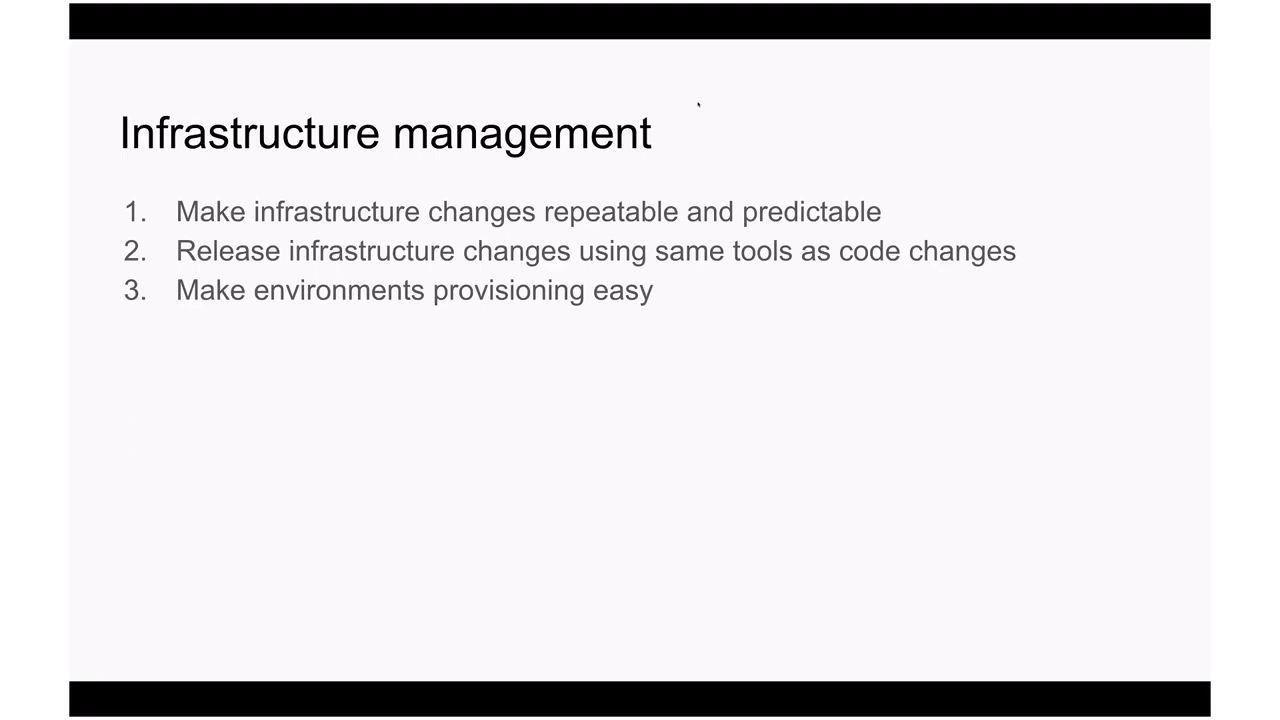 Infrastructure management
1. Make infrastructure changes repeatable and predictable
2. Release infrastructure changes using same tools as code changes
3. Make environments provisioning easy